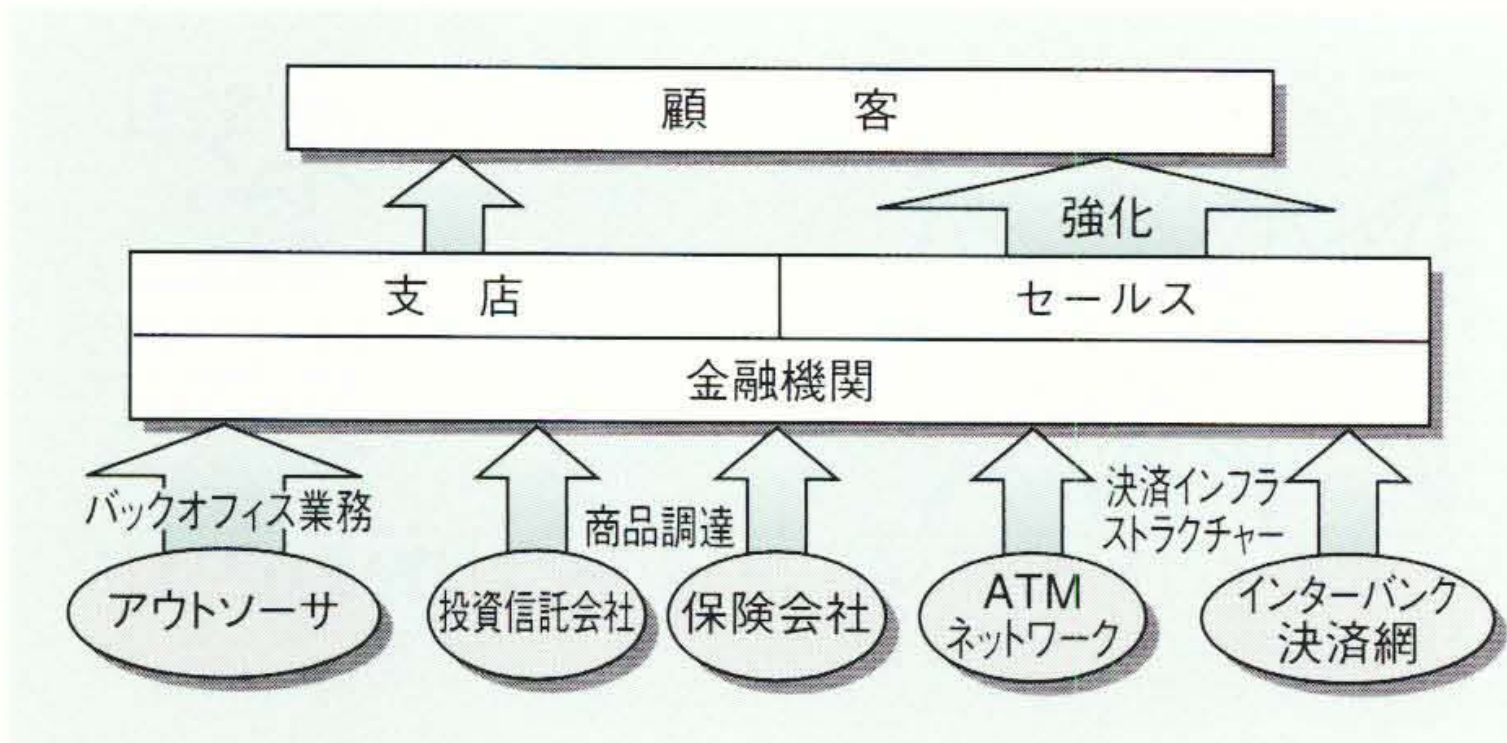 顧客
強化
支店
セールス
金融機関
バックオフィス業務
商品調達
決済インフラ
ストラクチャー
アウトソーサ
投資信託会社
保険会社
ATM
ネットワーク
インターバンク
決済網